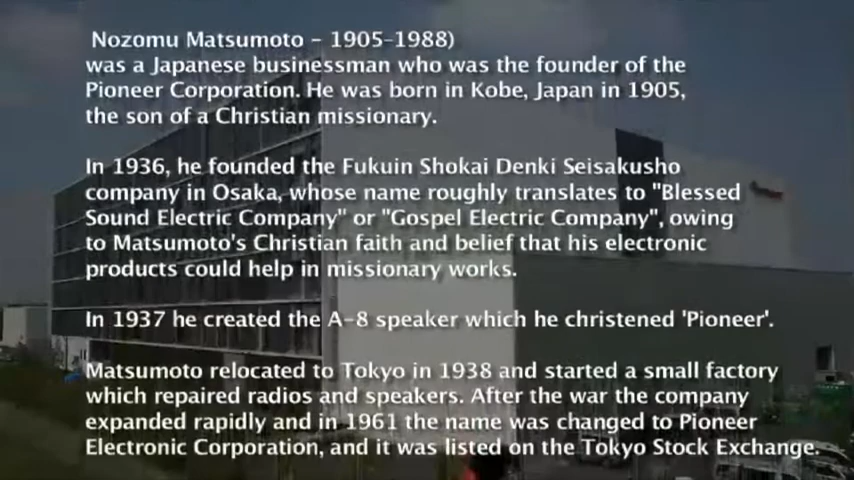 Nozomu Matsumoto - 1905-1988)
was a Japanese businessman who was the founder of the
Pioneer Corporation. He was born in Kobe, Japan in 1905,
the son of a Christian missionary.
In 1936, he founded the Fukuin Shokai Denki Seisakusho
company in Osaka, whose name roughly translates to "Blessed
Sound Electric Company" or "Gospel Electric Company", owing
to Matsumoto's Christian faith and belief that his electronic
products could help in missionary works.
In 1937 he created the A-8 speaker which he christened 'Pioneer'.
Matsumoto relocated to Tokyo in 1938 and started a small factory
which repaired radios and speakers. After the war the company
expanded rapidly and in 1961 the name was changed to Pioneer
Electronic Corporation, and it was listed on the Tokyo Stock Exchange.